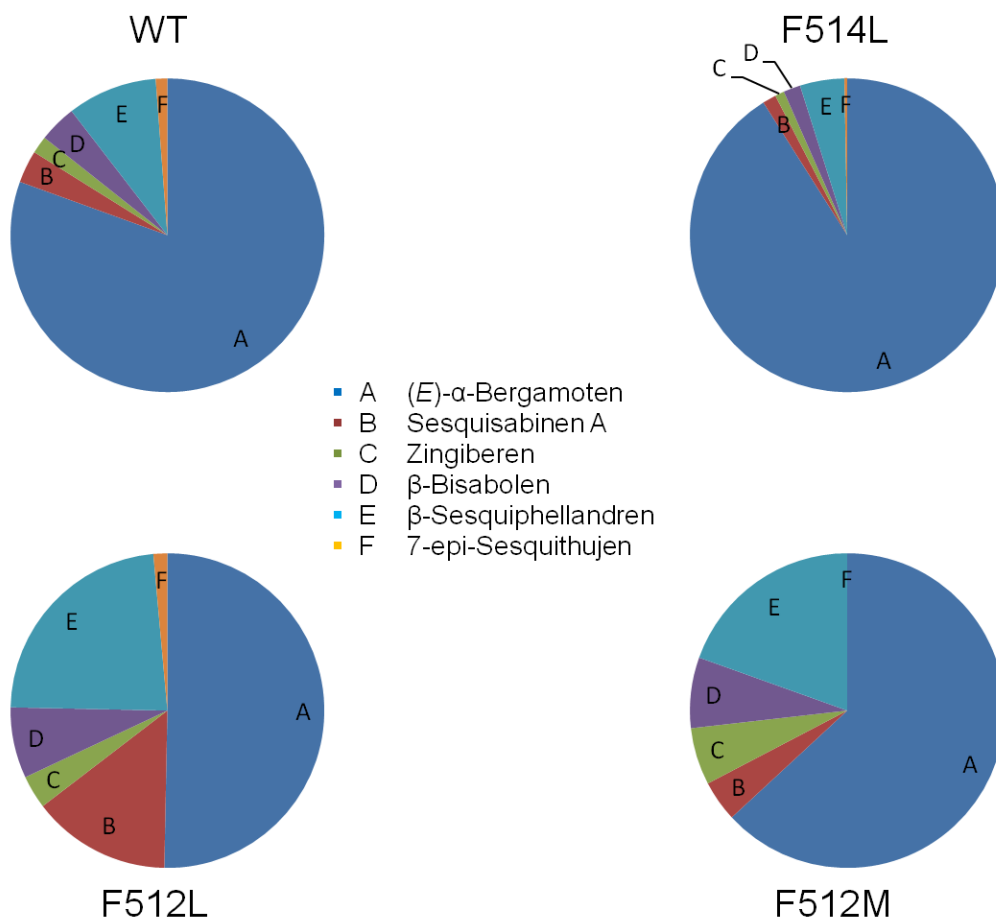 WT
F514L
A
B
C
D
E
F
A
B
C
D
E
F
A (E)-α-Bergamoten
B Sesquisabinen A
C Zingiberen
D β-Bisabolen
E β-Sesquiphellandren
F 7-epi-Sesquithujen
A
B
C
D
E
F
A
B
C
D
E
F
F512L
F512M